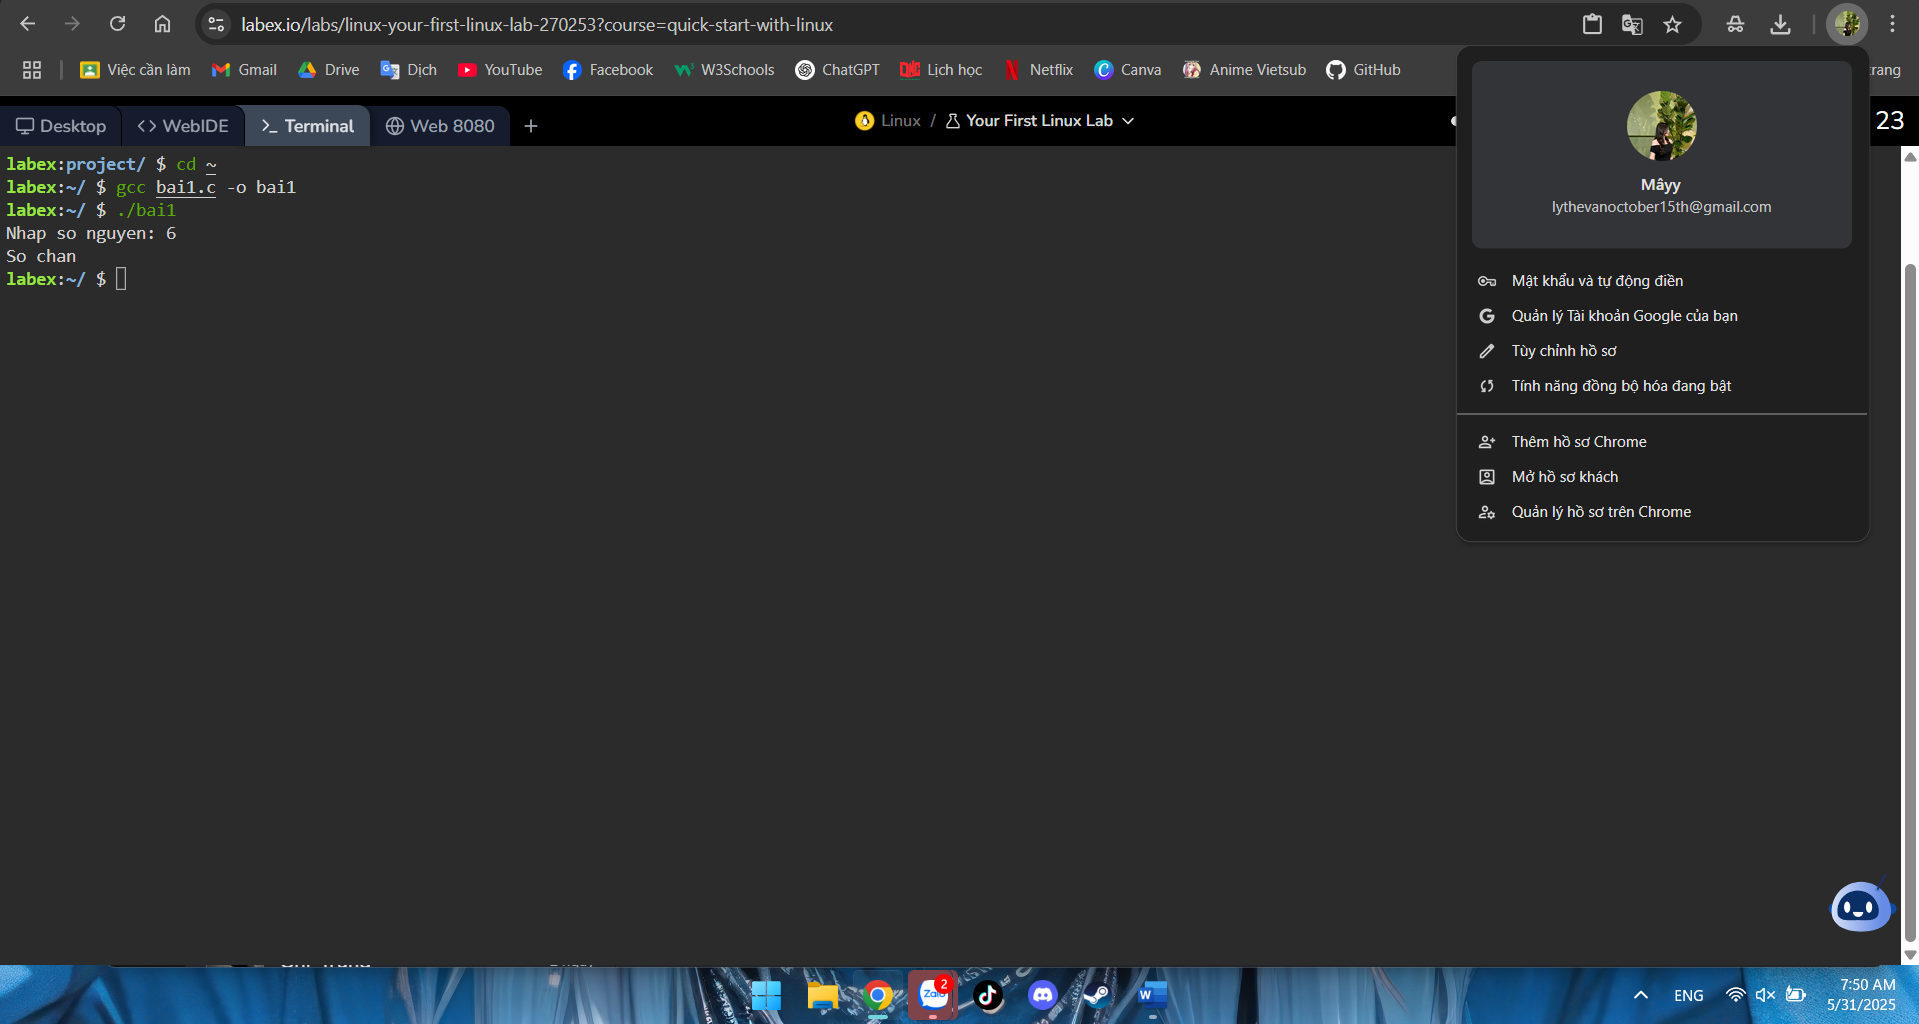 labex.io/labs/linux-your-first-linux-lab-270253?course=quick-start-with-linux
Việc cần làm Gmail Drive Dịch YouTube Facebook W3Schools ChatGPT Lịch học Netflix Canva Anime Vietsub GitHub rang
Desktop WebIDE Terminal Web 8080 Linux / Your First Linux Lab 23
labex:project/ $ cd ~
labex:~/ $ gcc bai1.c -o bai1
labex:~/ $ ./bai1
Nhap so nguyen: 6
So chan
labex:~/ $
Mâyy
lythevanoctober15th@gmail.com
Mật khẩu và tự động điền
Quản lý Tài khoản Google của bạn
Tùy chỉnh hồ sơ
Tính năng đồng bộ hóa đang bật
Thêm hồ sơ Chrome
Mở hồ sơ khách
Quản lý hồ sơ trên Chrome
Zalo 2
W
ENG
7:50 AM
5/31/2025